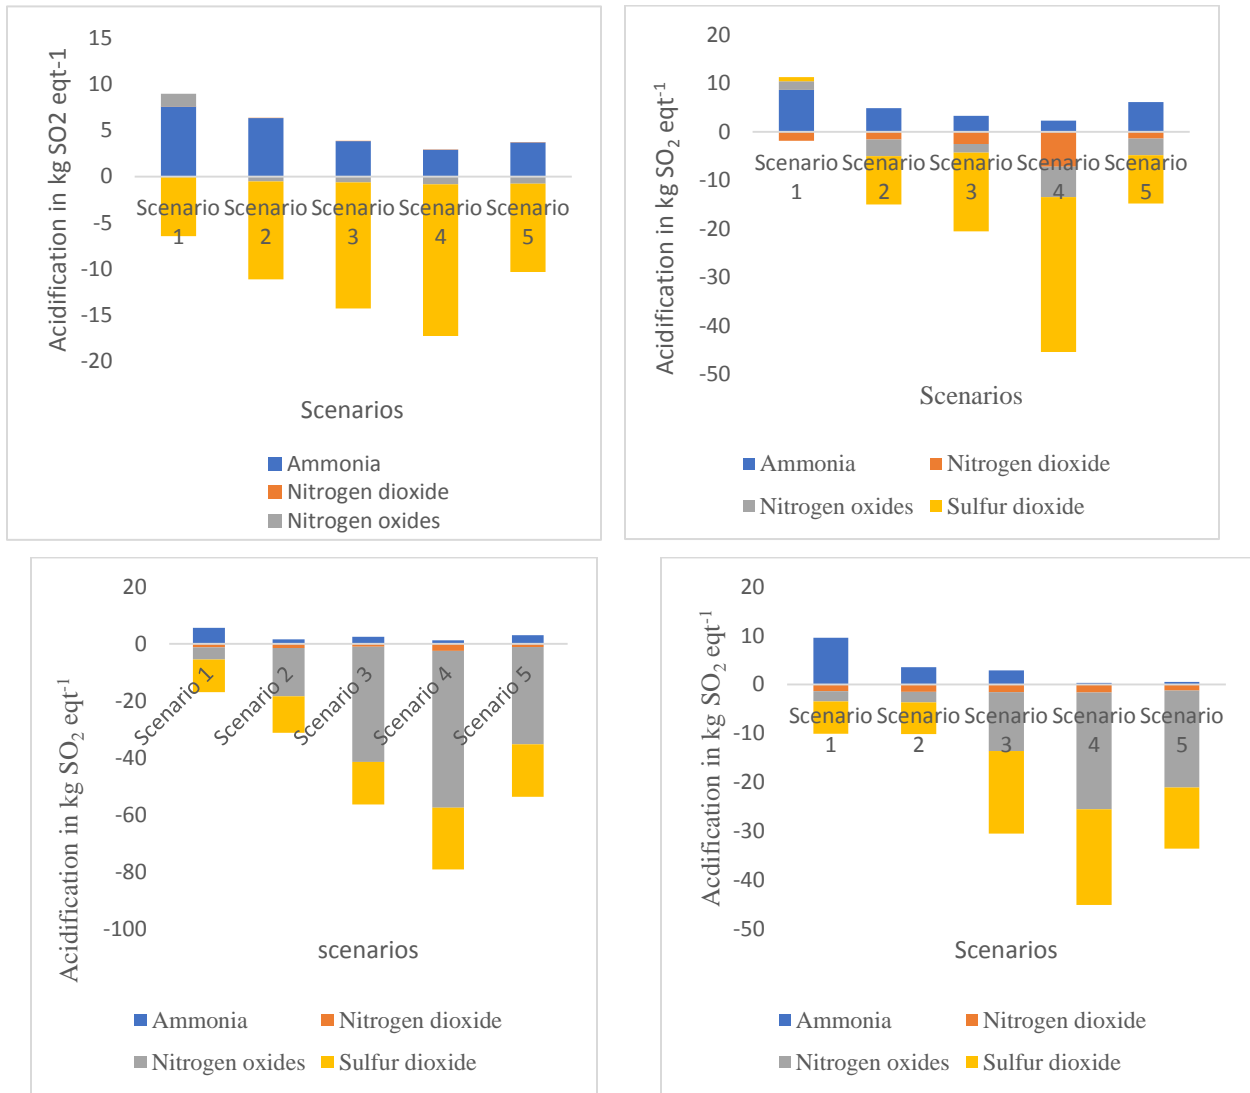 15
10
5
0
-5
-10
-15
-20
Acidification in kg SO2 eqt-1
Scenario 1
Scenario 2
Scenario 3
Scenario 4
Scenario 5
Scenarios
Ammonia
Nitrogen dioxide
Nitrogen oxides
20
10
0
-10
-20
-30
-40
-50
Acidification in kg SO₂ eqt⁻¹
Scenario 1
Scenario 2
Scenario 3
Scenario 4
Scenario 5
Scenarios
Ammonia
Nitrogen dioxide
Nitrogen oxides
Sulfur dioxide
20
0
-20
-40
-60
-80
-100
Acidification in kg SO₂ eqt⁻¹
Scenario 1
Scenario 2
Scenario 3
Scenario 4
Scenario 5
scenarios
Ammonia
Nitrogen dioxide
Nitrogen oxides
Sulfur dioxide
20
10
0
-10
-20
-30
-40
-50
Acdification in kg SO₂ eqt⁻¹
Scenario 1
Scenario 2
Scenario 3
Scenario 4
Scenario 5
Scenarios
Ammonia
Nitrogen dioxide
Nitrogen oxides
Sulfur dioxide